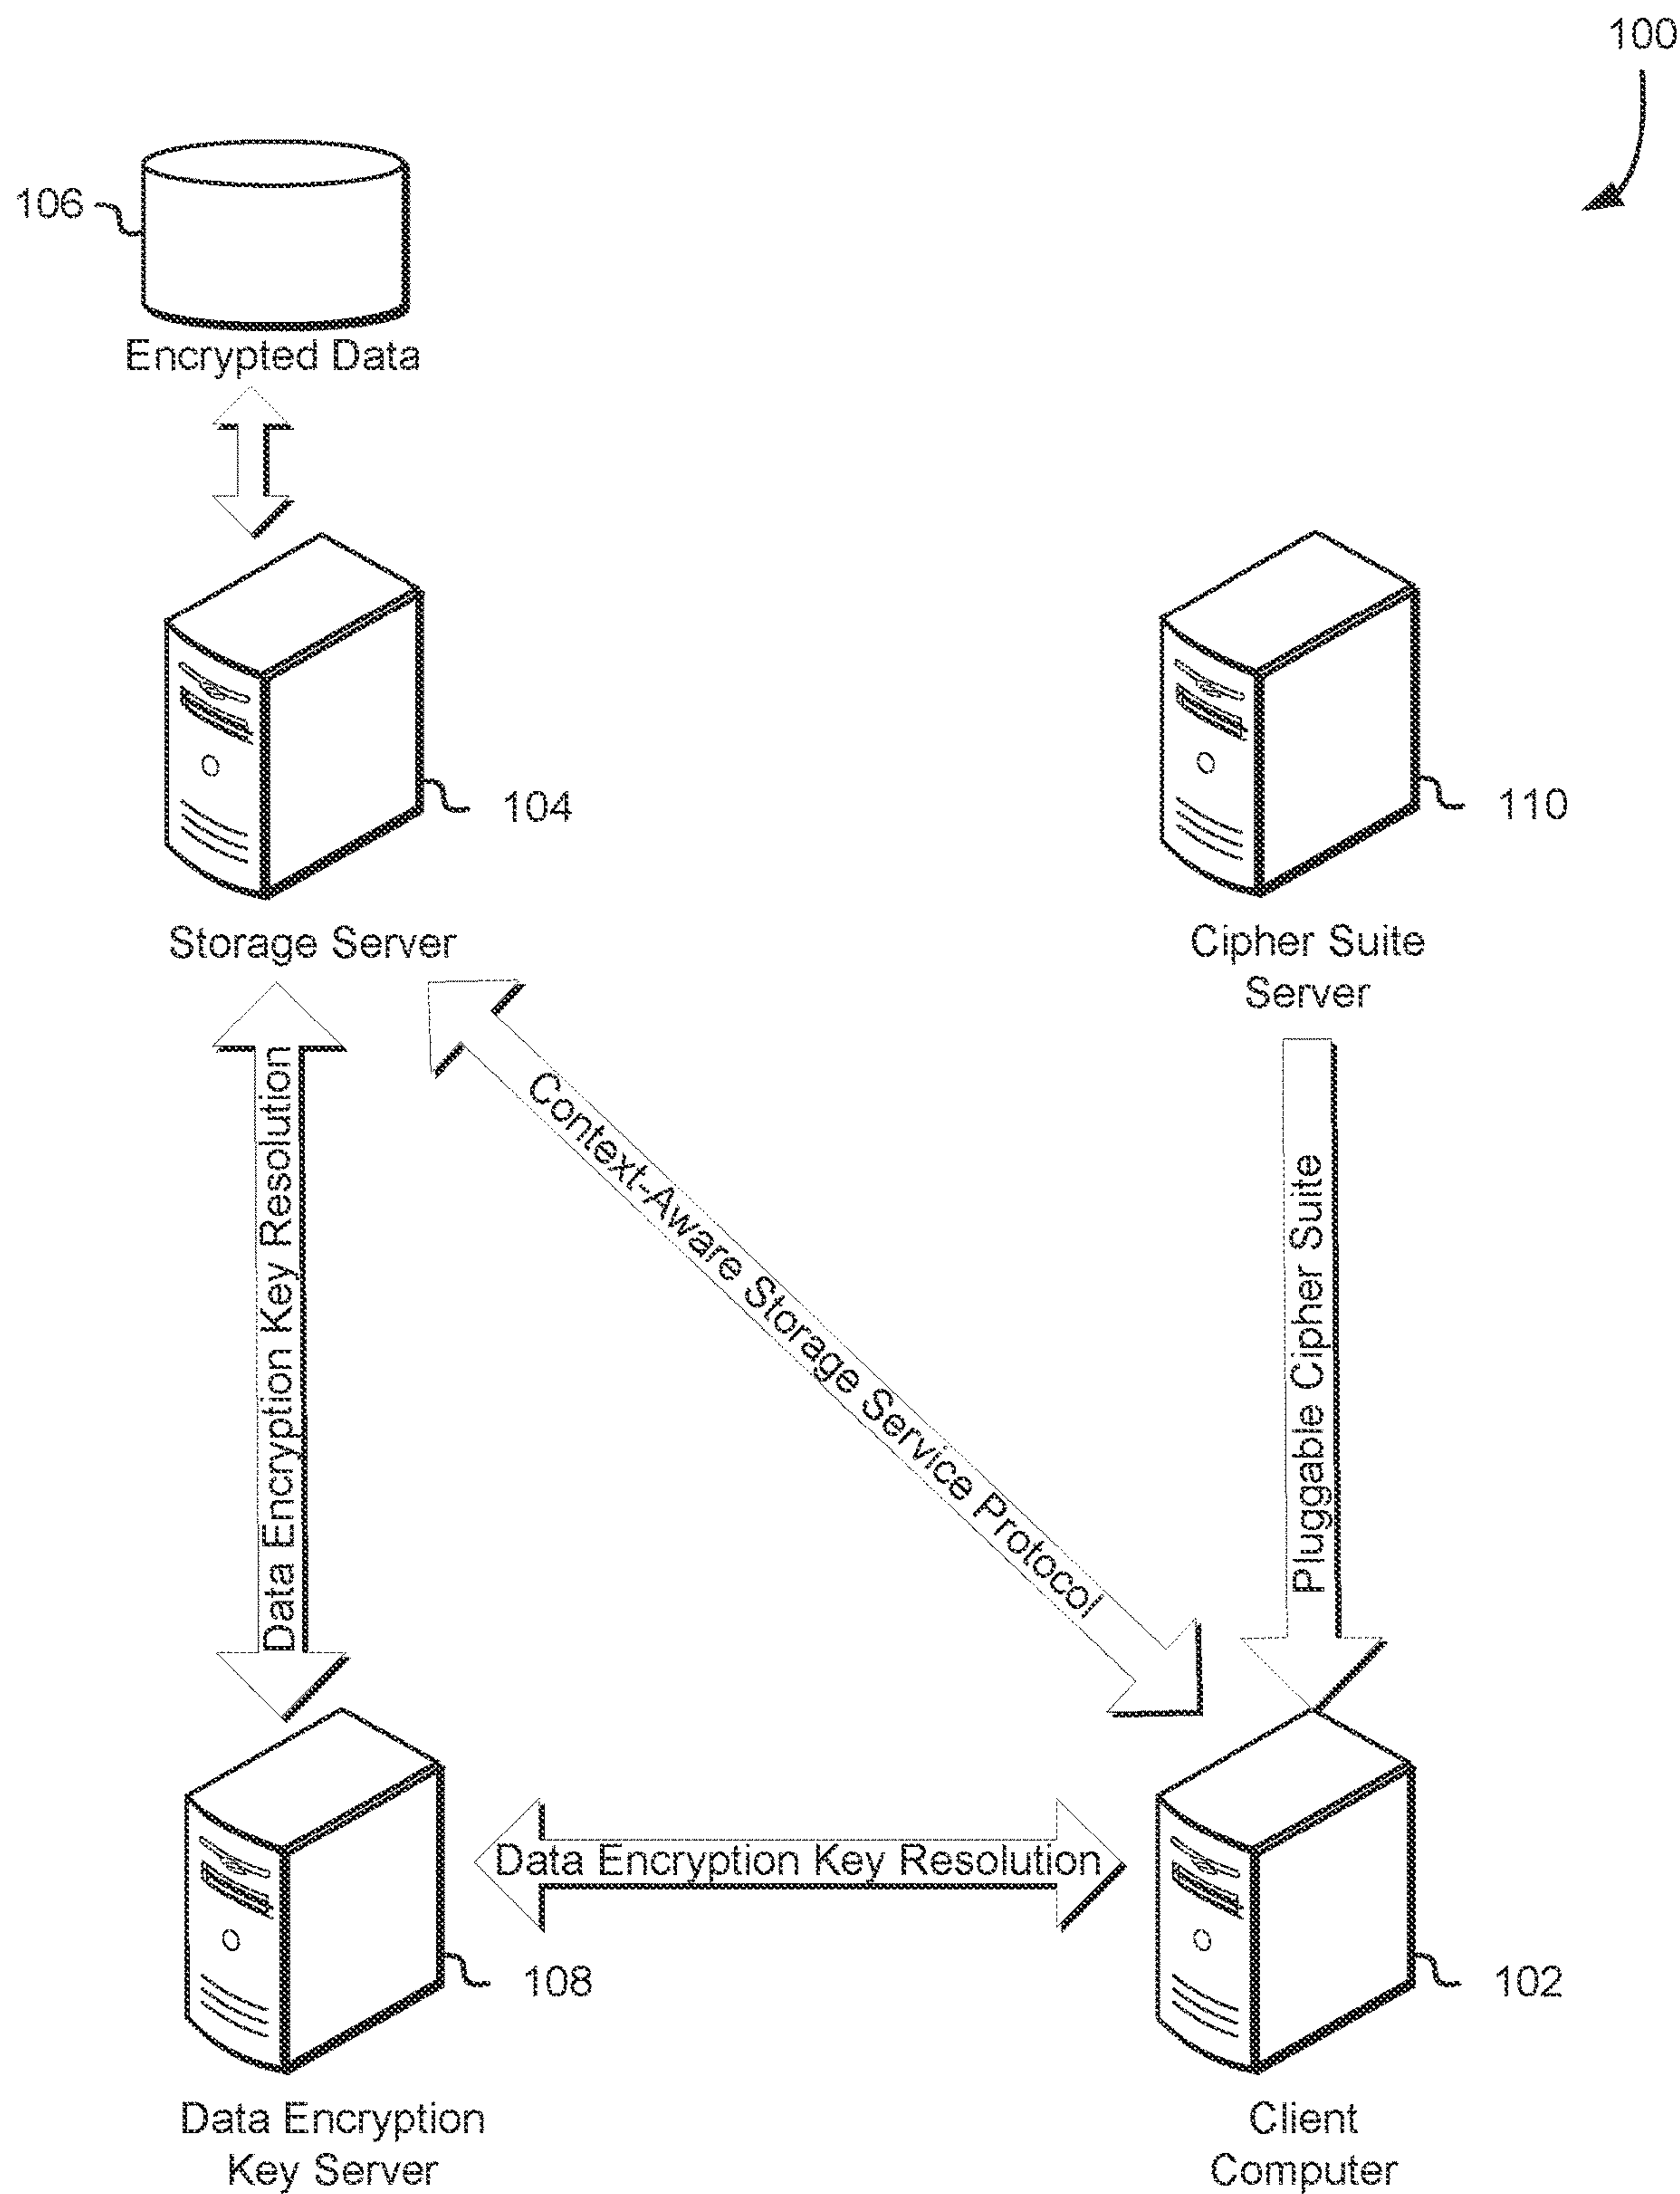 100
106
Encrypted Data
104
110
Storage Server
Cipher Suite
Server
Data Encryption Key Resolution
Context-Aware Storage Service Protocol
Pluggable Cipher Suite
Data Encryption Key Resolution
108
102
Data Encryption
Key Server
Client
Computer